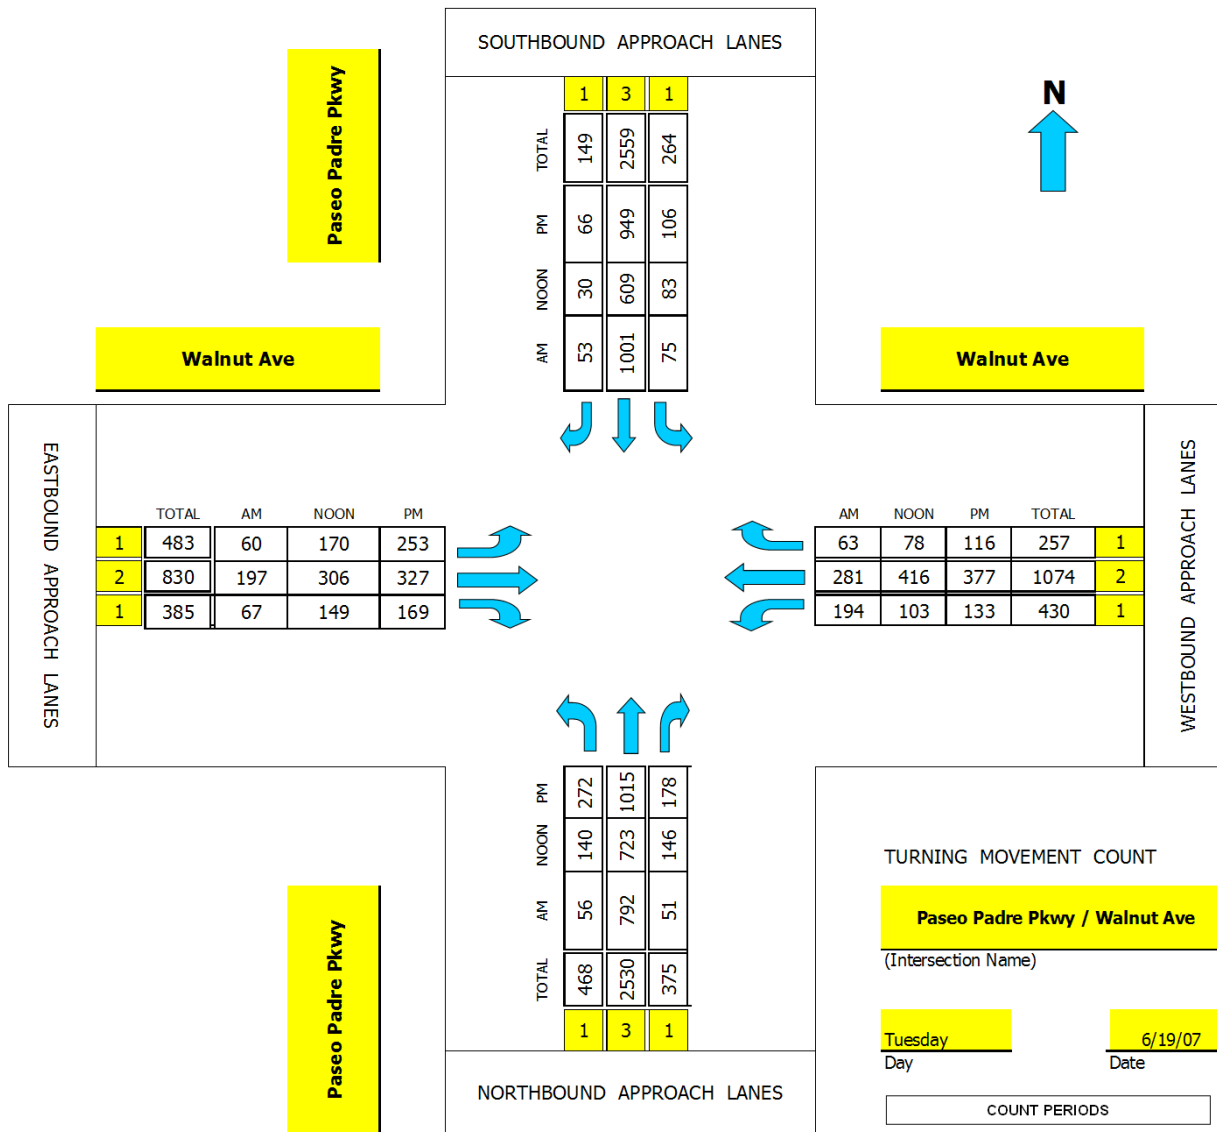 SOUTHBOUND APPROACH LANES
1 3 1
TOTAL 149 2559 264
PM 66 949 106
NOON 30 609 83
AM 53 1001 75
Paseo Padre Pkwy
N
Walnut Ave
Walnut Ave
EASTBOUND APPROACH LANES
TOTAL AM NOON PM
1 483 60 170 253
2 830 197 306 327
1 385 67 149 169
AM NOON PM TOTAL
63 78 116 257 1
281 416 377 1074 2
194 103 133 430 1
WESTBOUND APPROACH LANES
PM 272 1015 178
NOON 140 723 146
AM 56 792 51
TOTAL 468 2530 375
1 3 1
NORTHBOUND APPROACH LANES
Paseo Padre Pkwy
TURNING MOVEMENT COUNT
Paseo Padre Pkwy / Walnut Ave
(Intersection Name)
Tuesday 6/19/07
Day Date
COUNT PERIODS